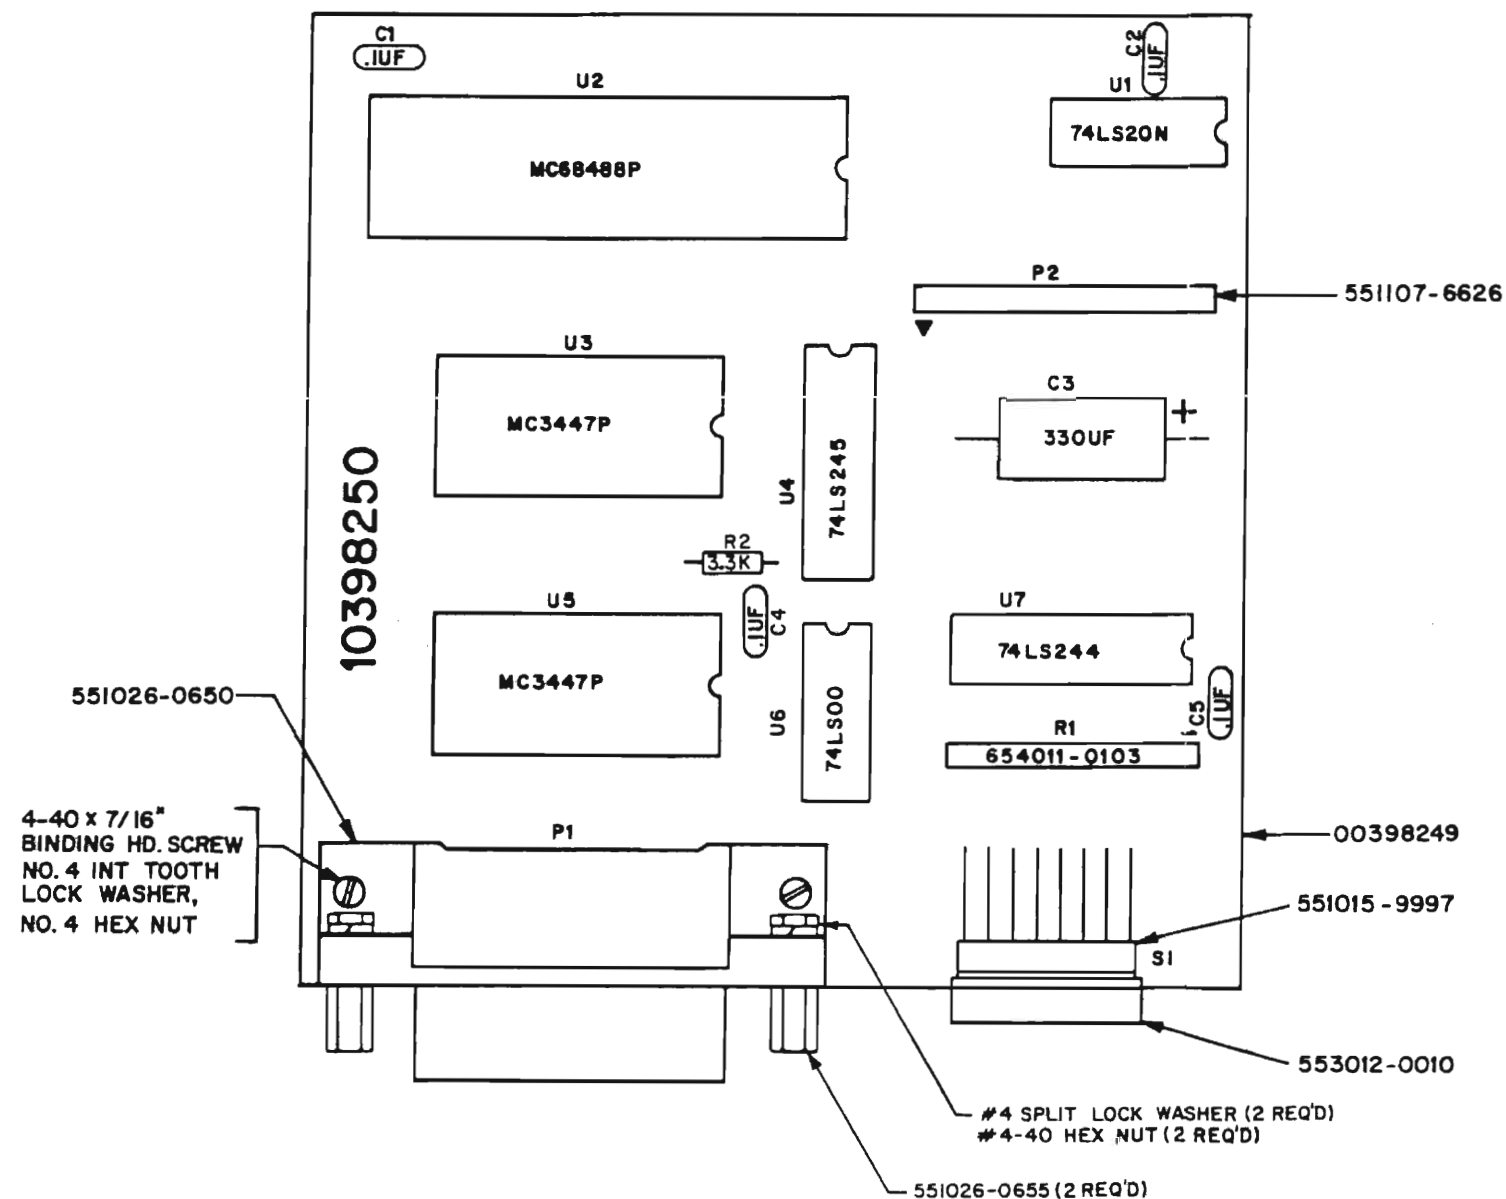 C1
.1UF
C2
.1UF
U2
U1
MC68488P
74LS20N
P2
551107-6626
U3
MC3447P
U4
74LS245
C3
+
330UF
10398250
R2
3.3K
U5
MC3447P
.1UF
C4
U7
74LS244
U6
74LS00
C5
.1UF
R1
654011-0103
551026-0650
4-40 X 7/16"
BINDING HD. SCREW
NO. 4 INT TOOTH
LOCK WASHER,
NO. 4 HEX NUT
P1
00398249
551015-9997
S1
553012-0010
#4 SPLIT LOCK WASHER (2 REQ'D)
#4-40 HEX NUT (2 REQ'D)
551026-0655 (2 REQ'D)